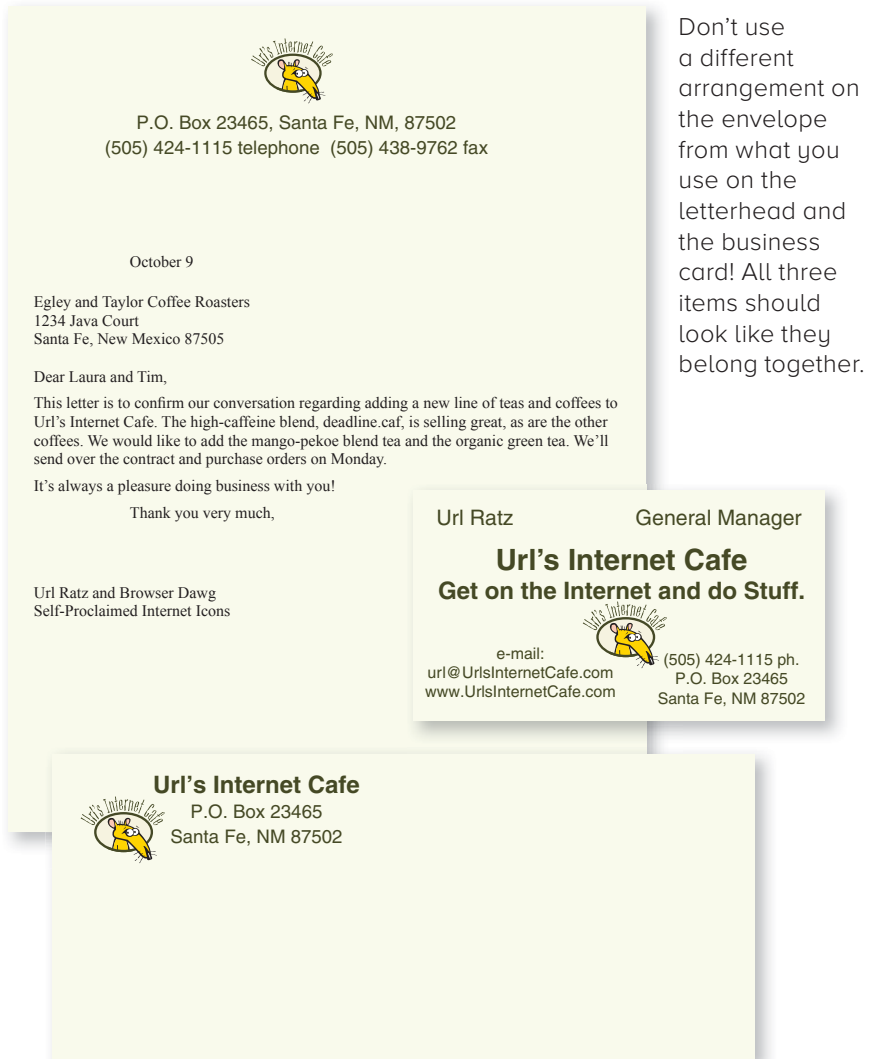 Url's Internet Cafe
P.O. Box 23465, Santa Fe, NM, 87502
(505) 424-1115 telephone (505) 438-9762 fax
October 9
Egley and Taylor Coffee Roasters
1234 Java Court
Santa Fe, New Mexico 87505
Dear Laura and Tim,
This letter is to confirm our conversation regarding adding a new line of teas and coffees to
Url’s Internet Cafe. The high-caffeine blend, deadline.caf, is selling great, as are the other
coffees. We would like to add the mango-pekoe blend tea and the organic green tea. We’ll
send over the contract and purchase orders on Monday.
It’s always a pleasure doing business with you!
Thank you very much,
Url Ratz and Browser Dawg
Self-Proclaimed Internet Icons
Don’t use
a different
arrangement on
the envelope
from what you
use on the
letterhead and
the business
card! All three
items should
look like they
belong together.
Url Ratz General Manager
Url’s Internet Cafe
Get on the Internet and do Stuff.
Url's Internet Cafe
e-mail:
url@UrlsInternetCafe.com
www.UrlsInternetCafe.com
(505) 424-1115 ph.
P.O. Box 23465
Santa Fe, NM 87502
Url's Internet Cafe
Url’s Internet Cafe
P.O. Box 23465
Santa Fe, NM 87502